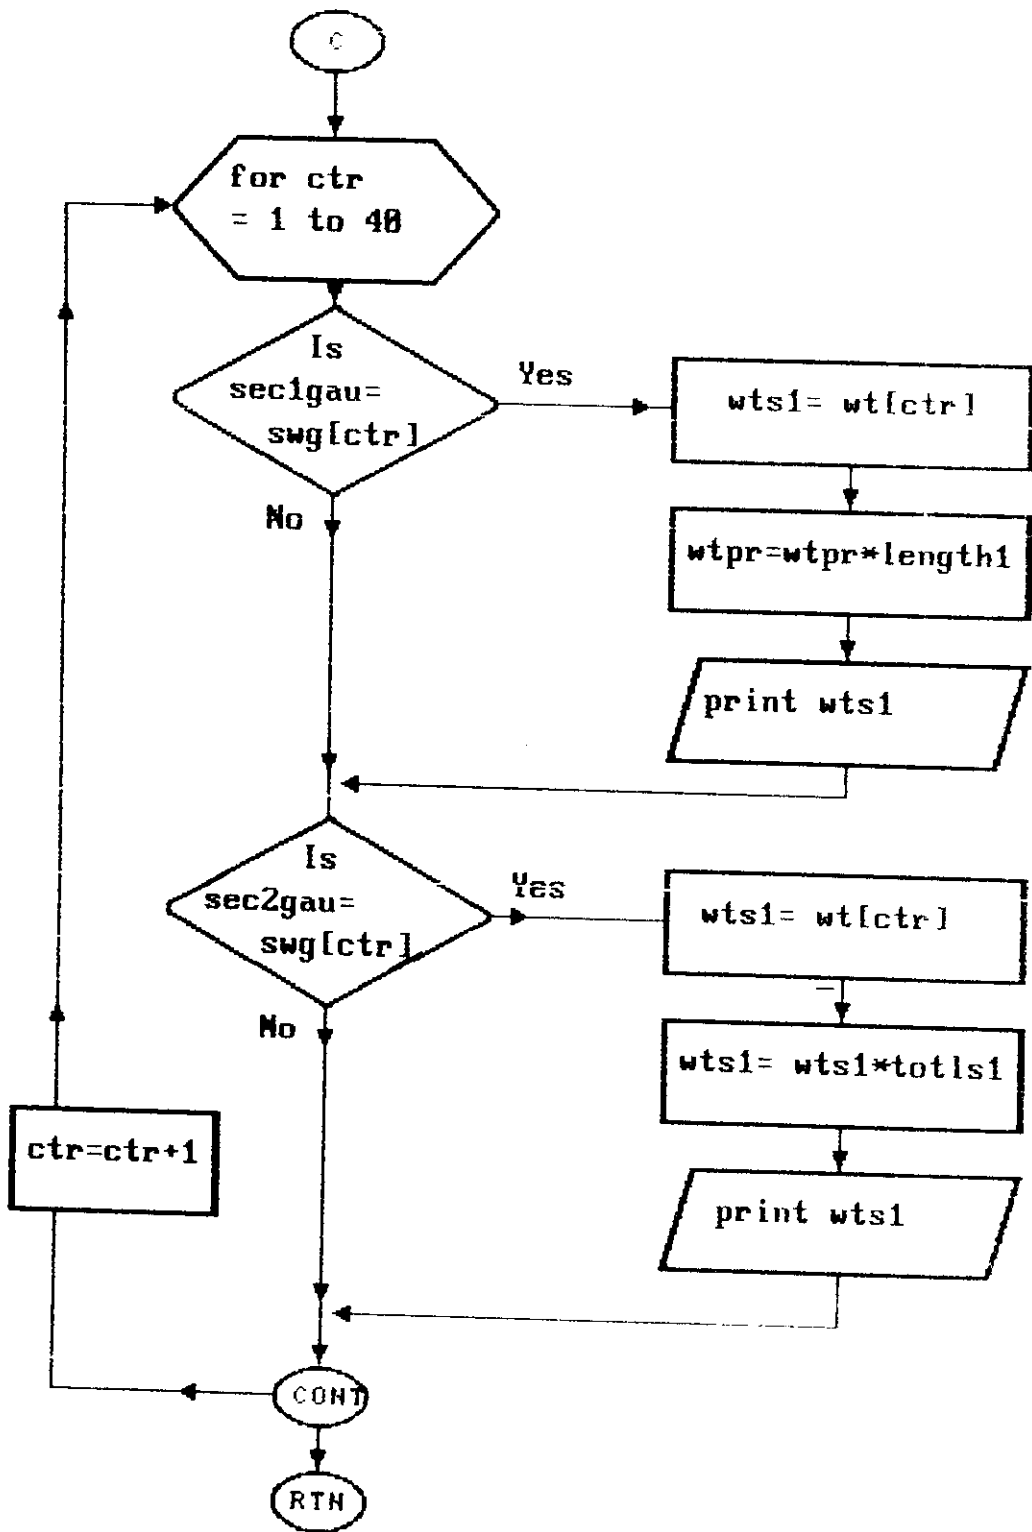 C
for ctr
= 1 to 40
Is
sec1gau=
swg[ctr]
Yes
No
wts1= wt[ctr]
wtpr=wtpr*length1
print wts1
Is
sec2gau=
swg[ctr]
Yes
No
wts1= wt[ctr]
wts1= wts1*totls1
print wts1
ctr=ctr+1
CONT
RTN